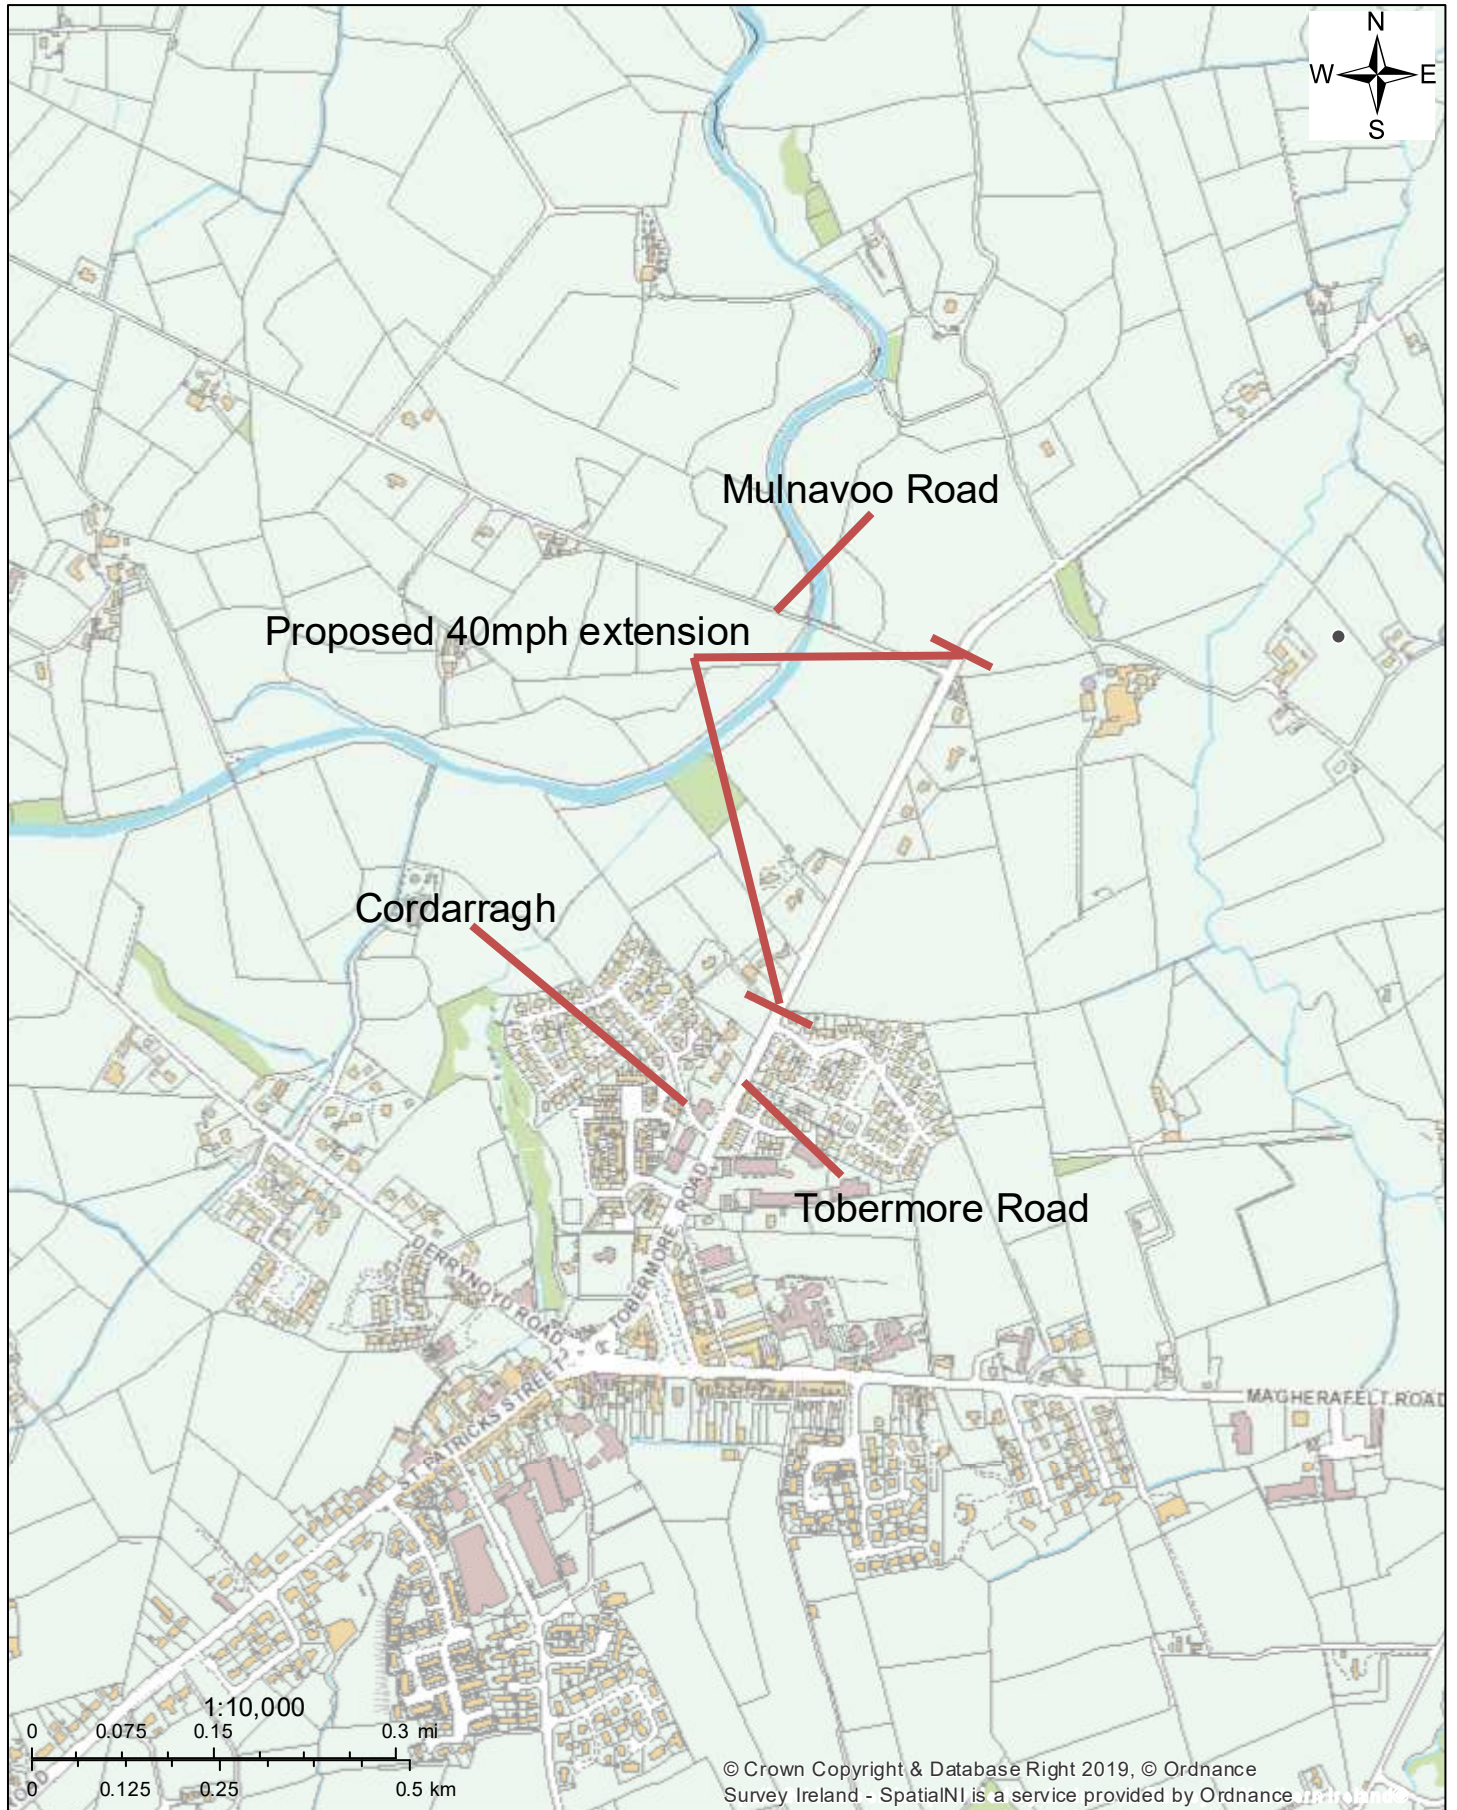 N
W E
S
Mulnavoo Road
Proposed 40mph extension
Cordarragh
Tobermore Road
TOBERMORE ROAD
DERRYNOYD ROAD
ST PATRICKS STREET
MAGHERAFELT ROAD
1:10,000
0 0.075 0.15 0.3 mi
0 0.125 0.25 0.5 km
© Crown Copyright & Database Right 2019, © Ordnance
Survey Ireland - SpatialNI is a service provided by Ordnance